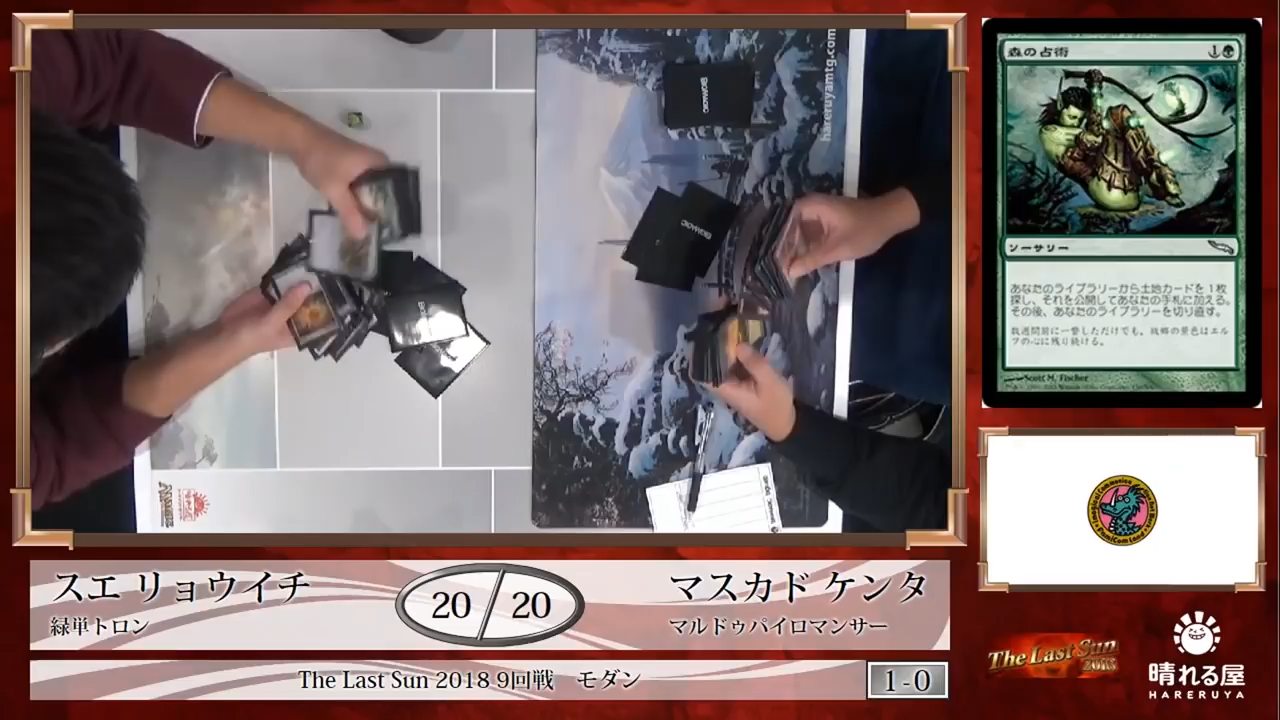 森の占術
ソーサリー
あなたのライブラリーから土地カードを1枚
探し、それを公開してあなたの手札に加える。
その後、あなたのライブラリーを切り直す。
Scott M. Fischer
hareruyamtg.com
BIGMAGIC
BIGMAGIC
スエ リョウイチ
緑単トロン
20 / 20
マスカド ケンタ
マルドゥパイロマンサー
The Last Sun 2018 9回戦 モダン
1-0
The Last Sun
2018
晴れる屋
HARERUYA